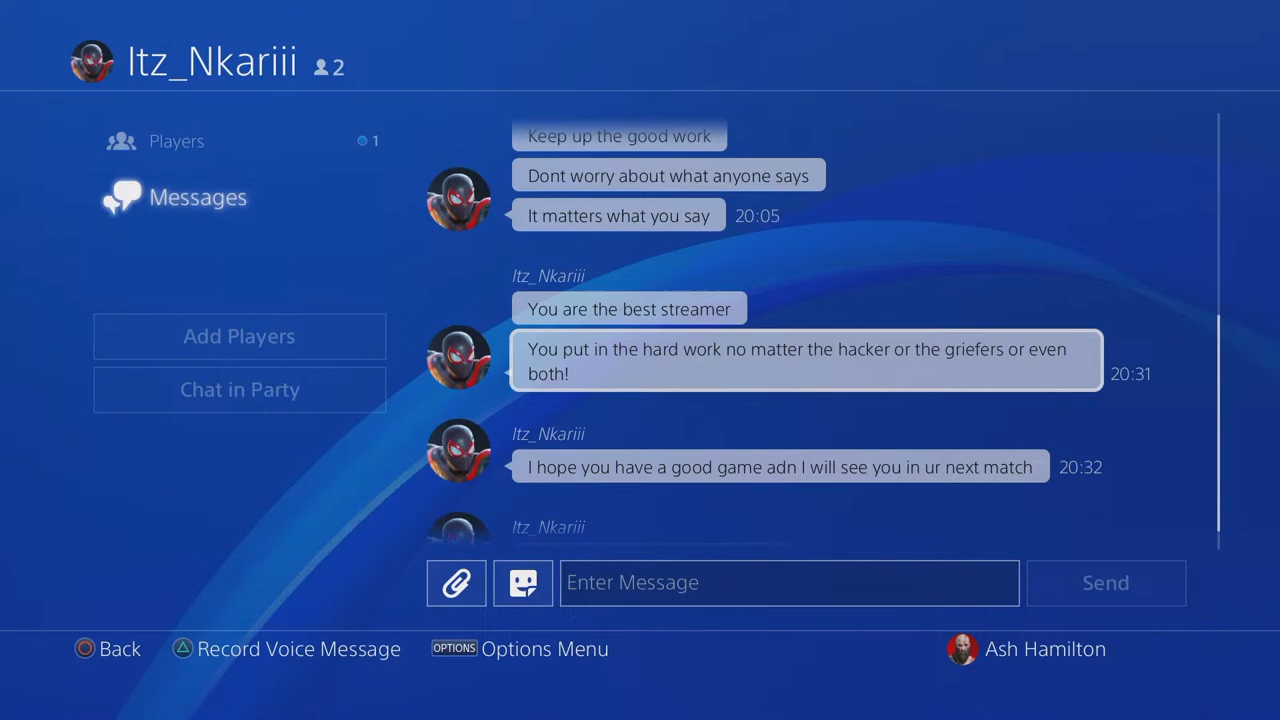 Itz_Nkariii 2
Players 1
Messages
Add Players
Chat in Party
Keep up the good work
Dont worry about what anyone says
It matters what you say 20:05
Itz_Nkariii
You are the best streamer
You put in the hard work no matter the hacker or the griefers or even
both! 20:31
Itz_Nkariii
I hope you have a good game adn I will see you in ur next match 20:32
Itz_Nkariii
Enter Message
Send
Back
Record Voice Message
OPTIONS Options Menu
Ash Hamilton